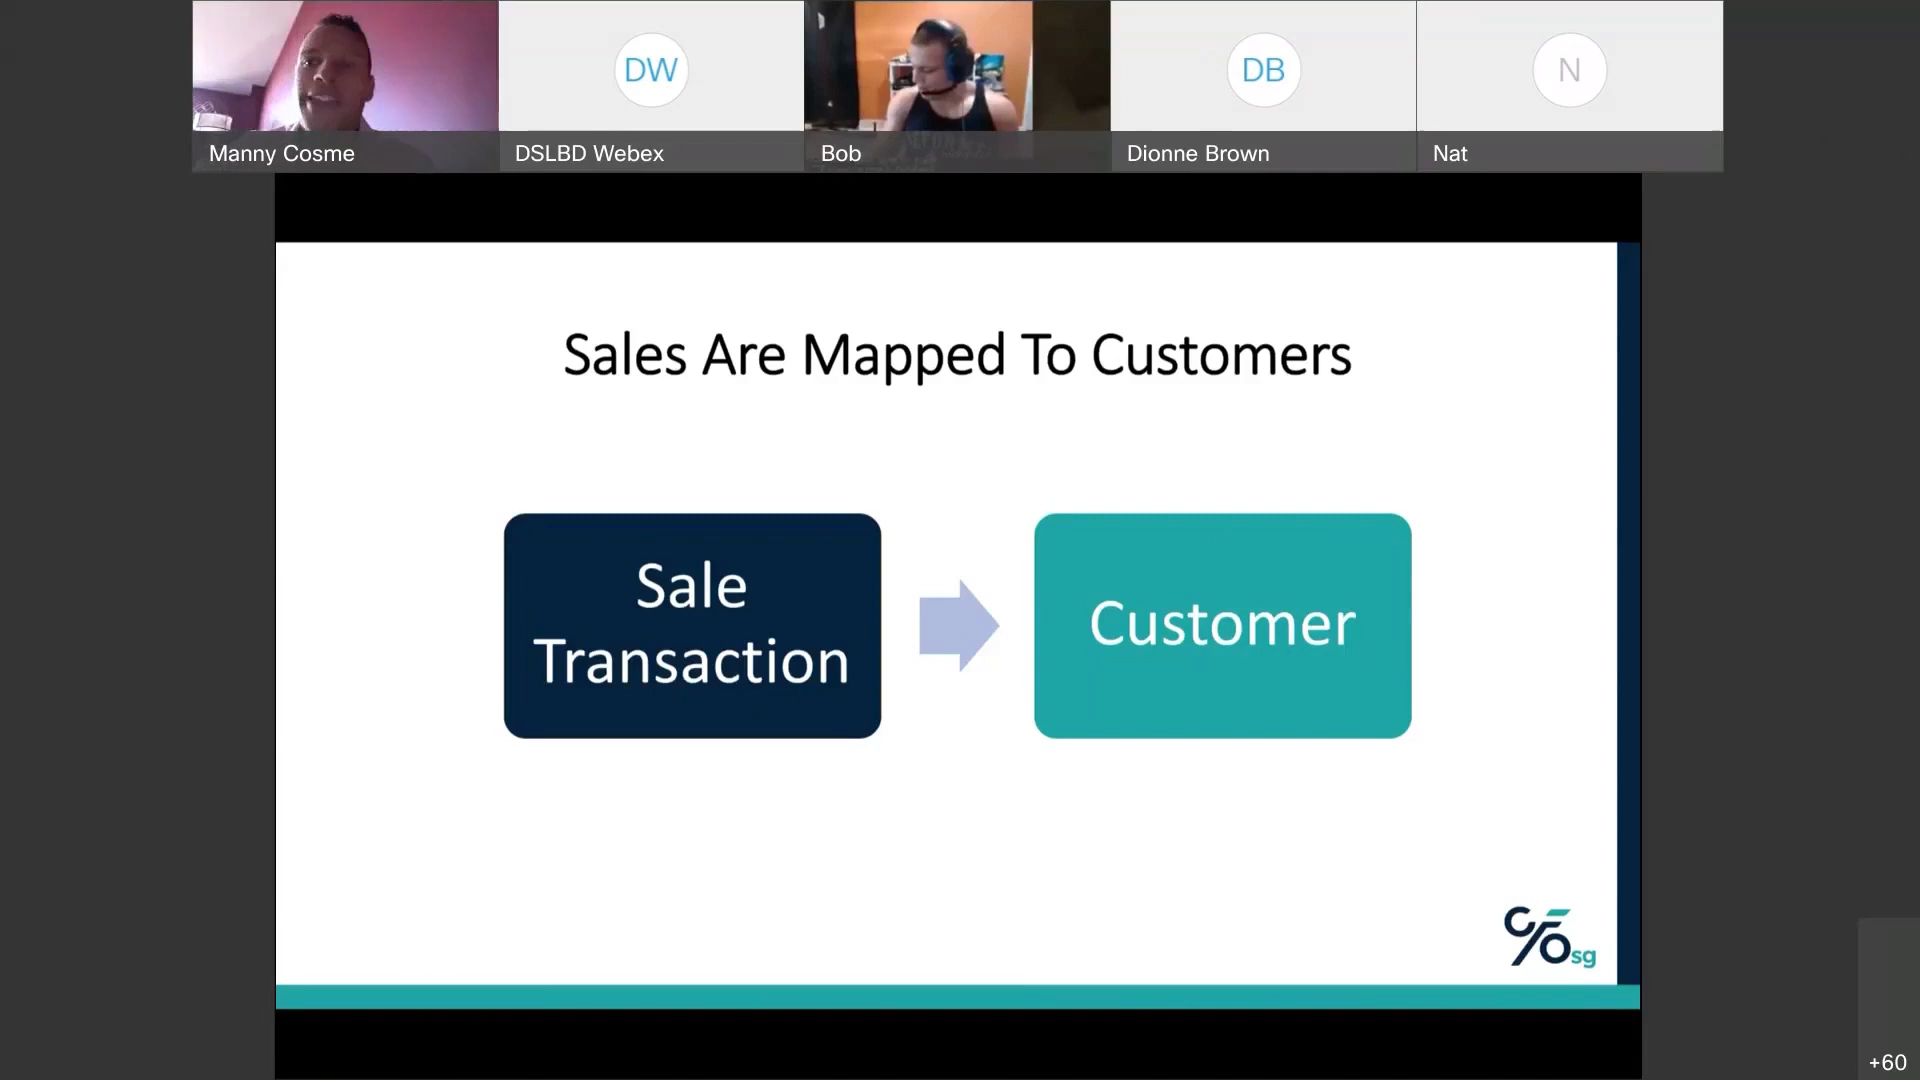 DW
DB
N
Manny Cosme
DSLBD Webex
Bob
Dionne Brown
Nat
Sales Are Mapped To Customers
Sale
Transaction
Customer
CFO sg
+60